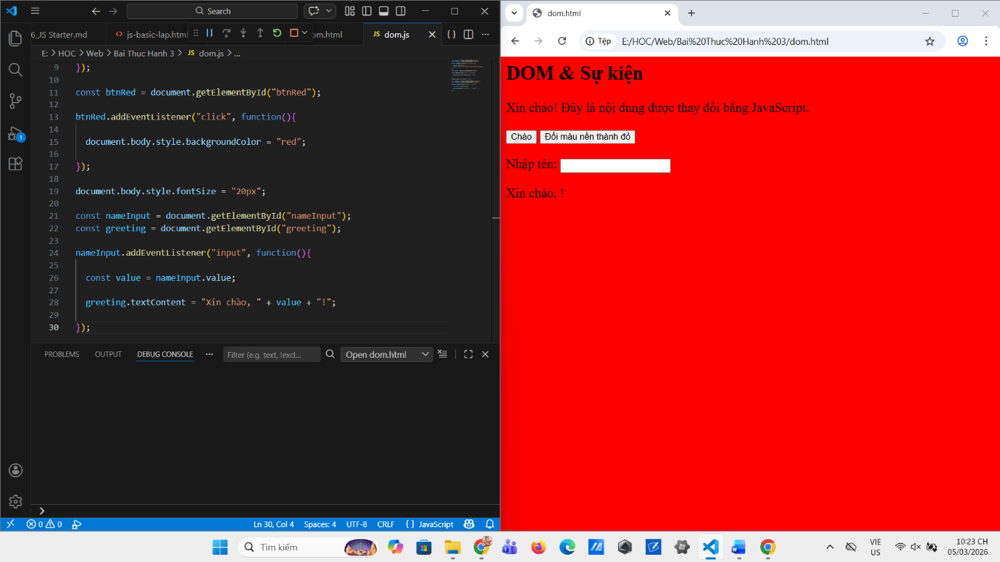 Search
6_JS Starter.md
js-basic-lap.html
om.html
JS dom.js
E: > HOC > Web > Bai Thuc Hanh 3 > JS dom.js > ...
9 });
10
11 const btnRed = document.getElementById("btnRed");
12
13 btnRed.addEventListener("click", function(){
14
15 document.body.style.backgroundColor = "red";
16
17 });
18
19 document.body.style.fontSize = "20px";
20
21 const nameInput = document.getElementById("nameInput");
22 const greeting = document.getElementById("greeting");
23
24 nameInput.addEventListener("input", function(){
25
26 const value = nameInput.value;
27
28 greeting.textContent = "Xin chào, " + value + "!";
29
30 });
1
PROBLEMS OUTPUT DEBUG CONSOLE ...
Filter (e.g. text, !excl...
Open dom.html
0 0
Ln 30, Col 4 Spaces: 4 UTF-8 CRLF { } JavaScript
dom.html
Tệp E:/HOC/Web/Bai%20Thuc%20Hanh%203/dom.html
DOM & Sự kiện
Xin chào! Đây là nội dung được thay đổi bằng JavaScript.
Chào Đổi màu nền thành đỏ
Nhập tên:
Xin chào, !
Tìm kiếm
VIE
US
10:23 CH
05/03/2026